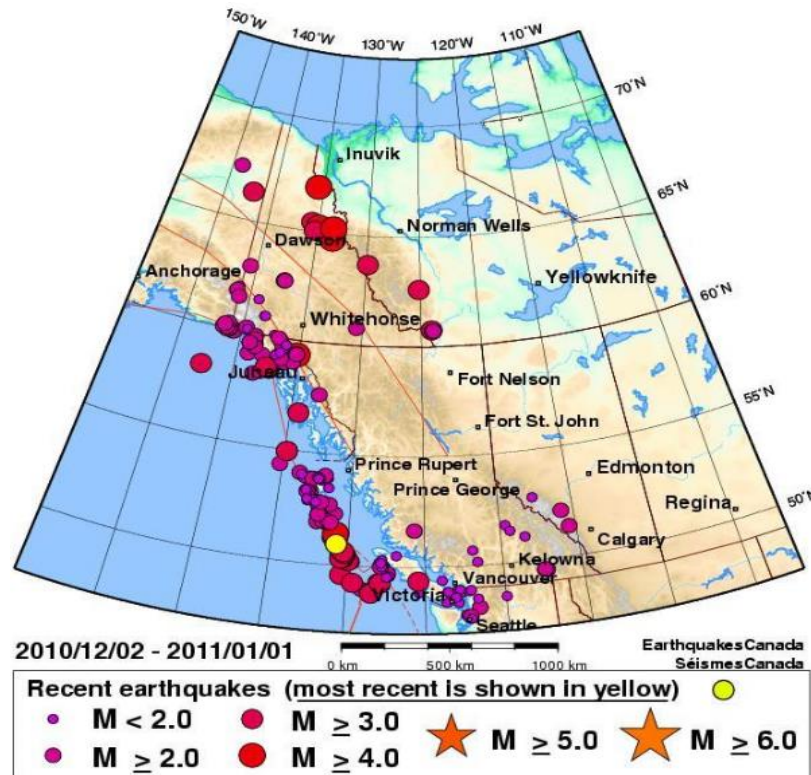 150°W
140°W
130°W
120°W
110°W
70°N
Inuvik
65°N
Norman Wells
Dawson
Anchorage
Yellowknife
60°N
Whitehorse
Juneau
Fort Nelson
55°N
Fort St. John
Prince Rupert
Edmonton
Prince George
Regina
50°N
Calgary
Kelowna
Vancouver
Victoria
Seattle
2010/12/02 - 2011/01/01
0 km 500 km 1000 km
EarthquakesCanada
SéismesCanada
Recent earthquakes (most recent is shown in yellow)
M < 2.0 M ≥ 3.0 M ≥ 5.0 M ≥ 6.0
M ≥ 2.0 M ≥ 4.0